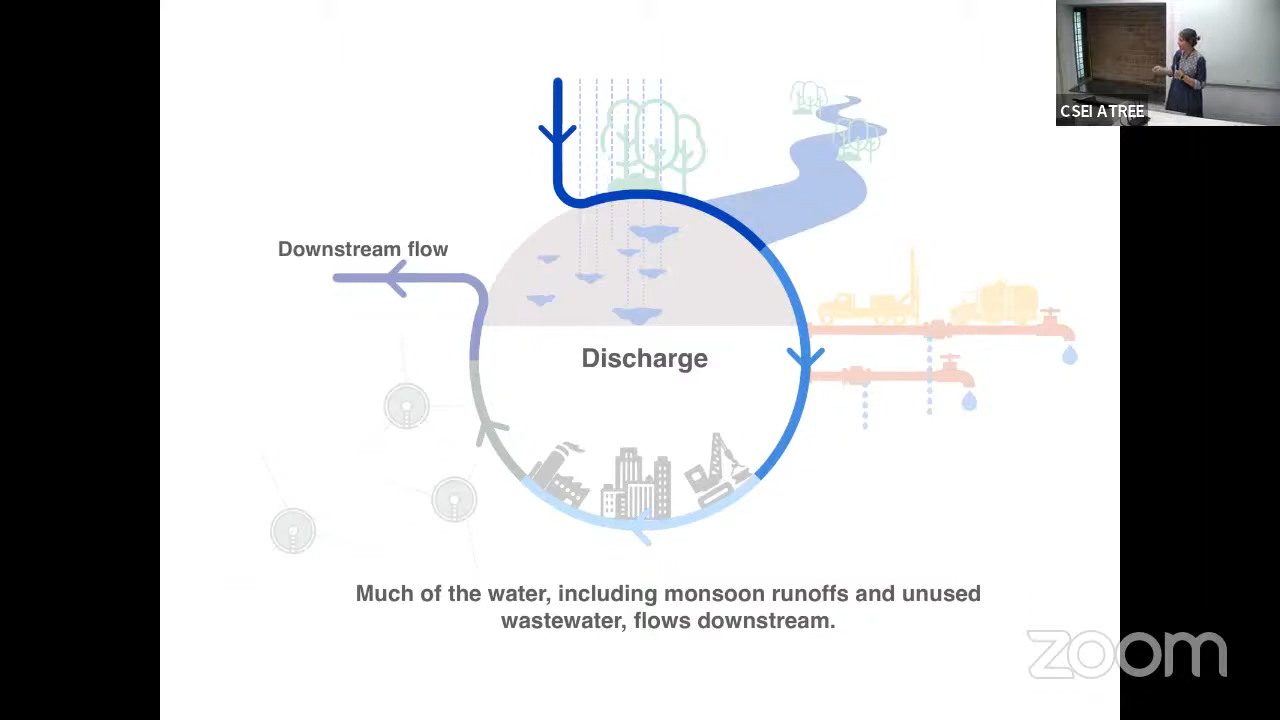 CSEI ATREE
Downstream flow
Discharge
Much of the water, including monsoon runoffs and unused
wastewater, flows downstream.
zoom